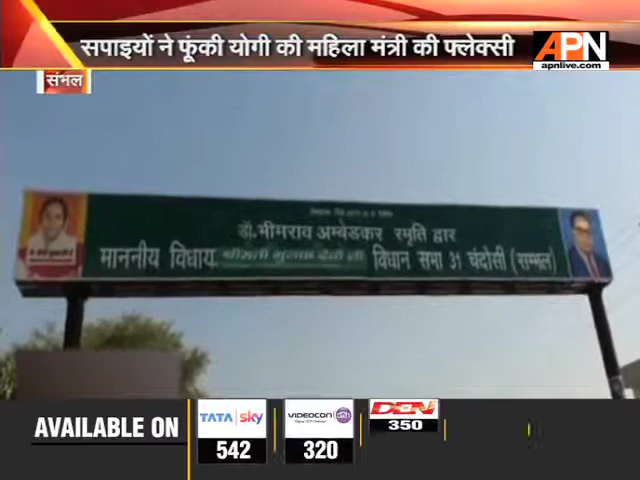 सपाइयों ने फूंकी योगी की महिला मंत्री की फ्लेक्सी
APN
apnlive.com
संभल
डॉ. भीमराव अम्बेडकर स्मृति द्वार
माननीय विधाय
विधान सभा 31 चंदोसी (सम्भल)
AVAILABLE ON
TATA sky
542
VIDEOCON d2h
320
DEN
350